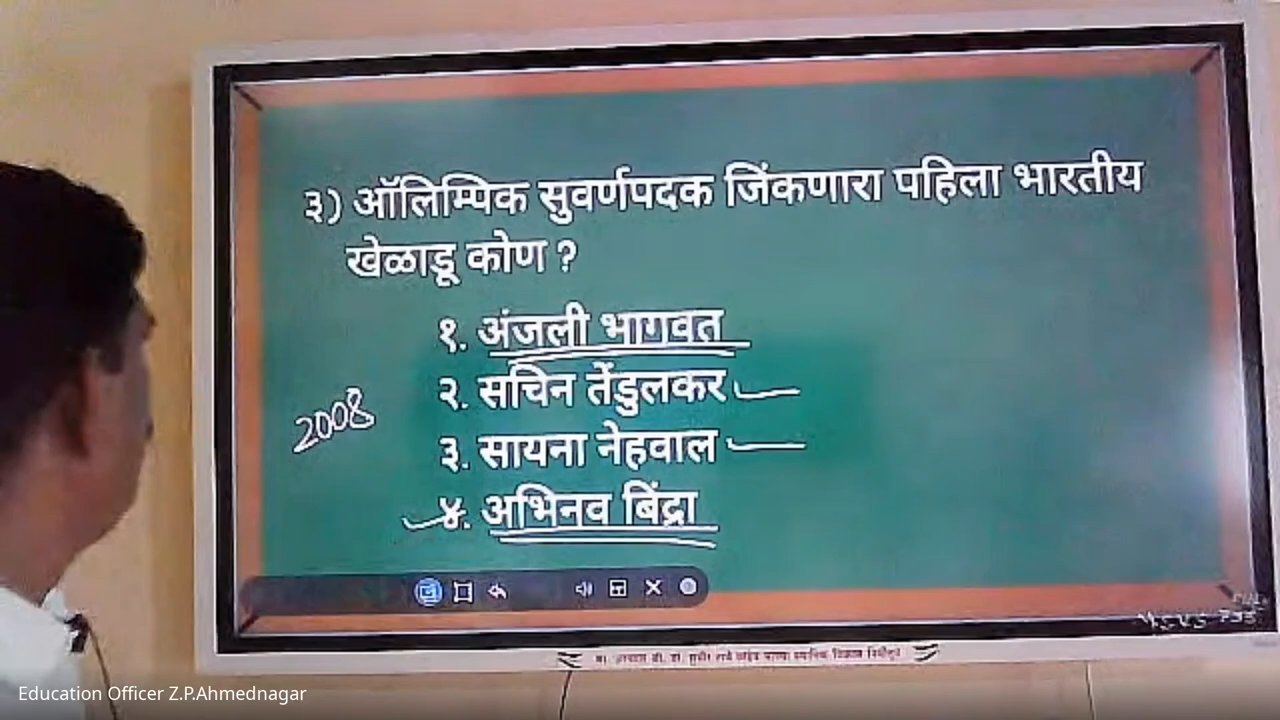 ३) ऑलिम्पिक सुवर्णपदक जिंकणारा पहिला भारतीय
खेळाडू कोण ?
१. अंजली भागवत
२. सचिन तेंडुलकर
2008
३. सायना नेहवाल
४. अभिनव बिंद्रा
Education Officer Z.P.Ahmednagar